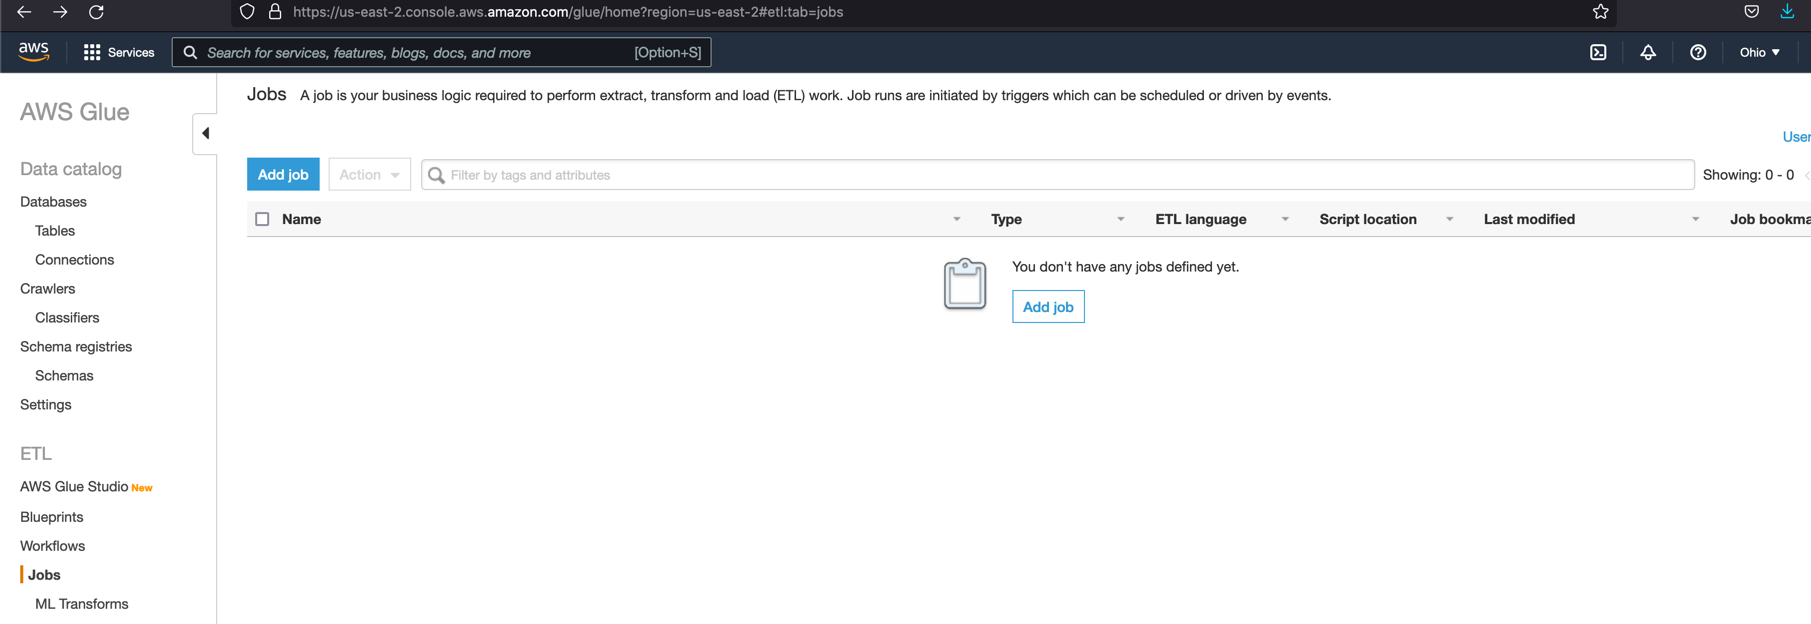 https://us-east-2.console.aws.amazon.com/glue/home?region=us-east-2#etl:tab=jobs
aws Services Search for services, features, blogs, docs, and more [Option+S] Ohio
AWS Glue
Data catalog
Databases
Tables
Connections
Crawlers
Classifiers
Schema registries
Schemas
Settings
ETL
AWS Glue Studio New
Blueprints
Workflows
Jobs
ML Transforms
Jobs A job is your business logic required to perform extract, transform and load (ETL) work. Job runs are initiated by triggers which can be scheduled or driven by events.
User
Add job Action Filter by tags and attributes Showing: 0 - 0
Name Type ETL language Script location Last modified Job bookma
You don't have any jobs defined yet.
Add job